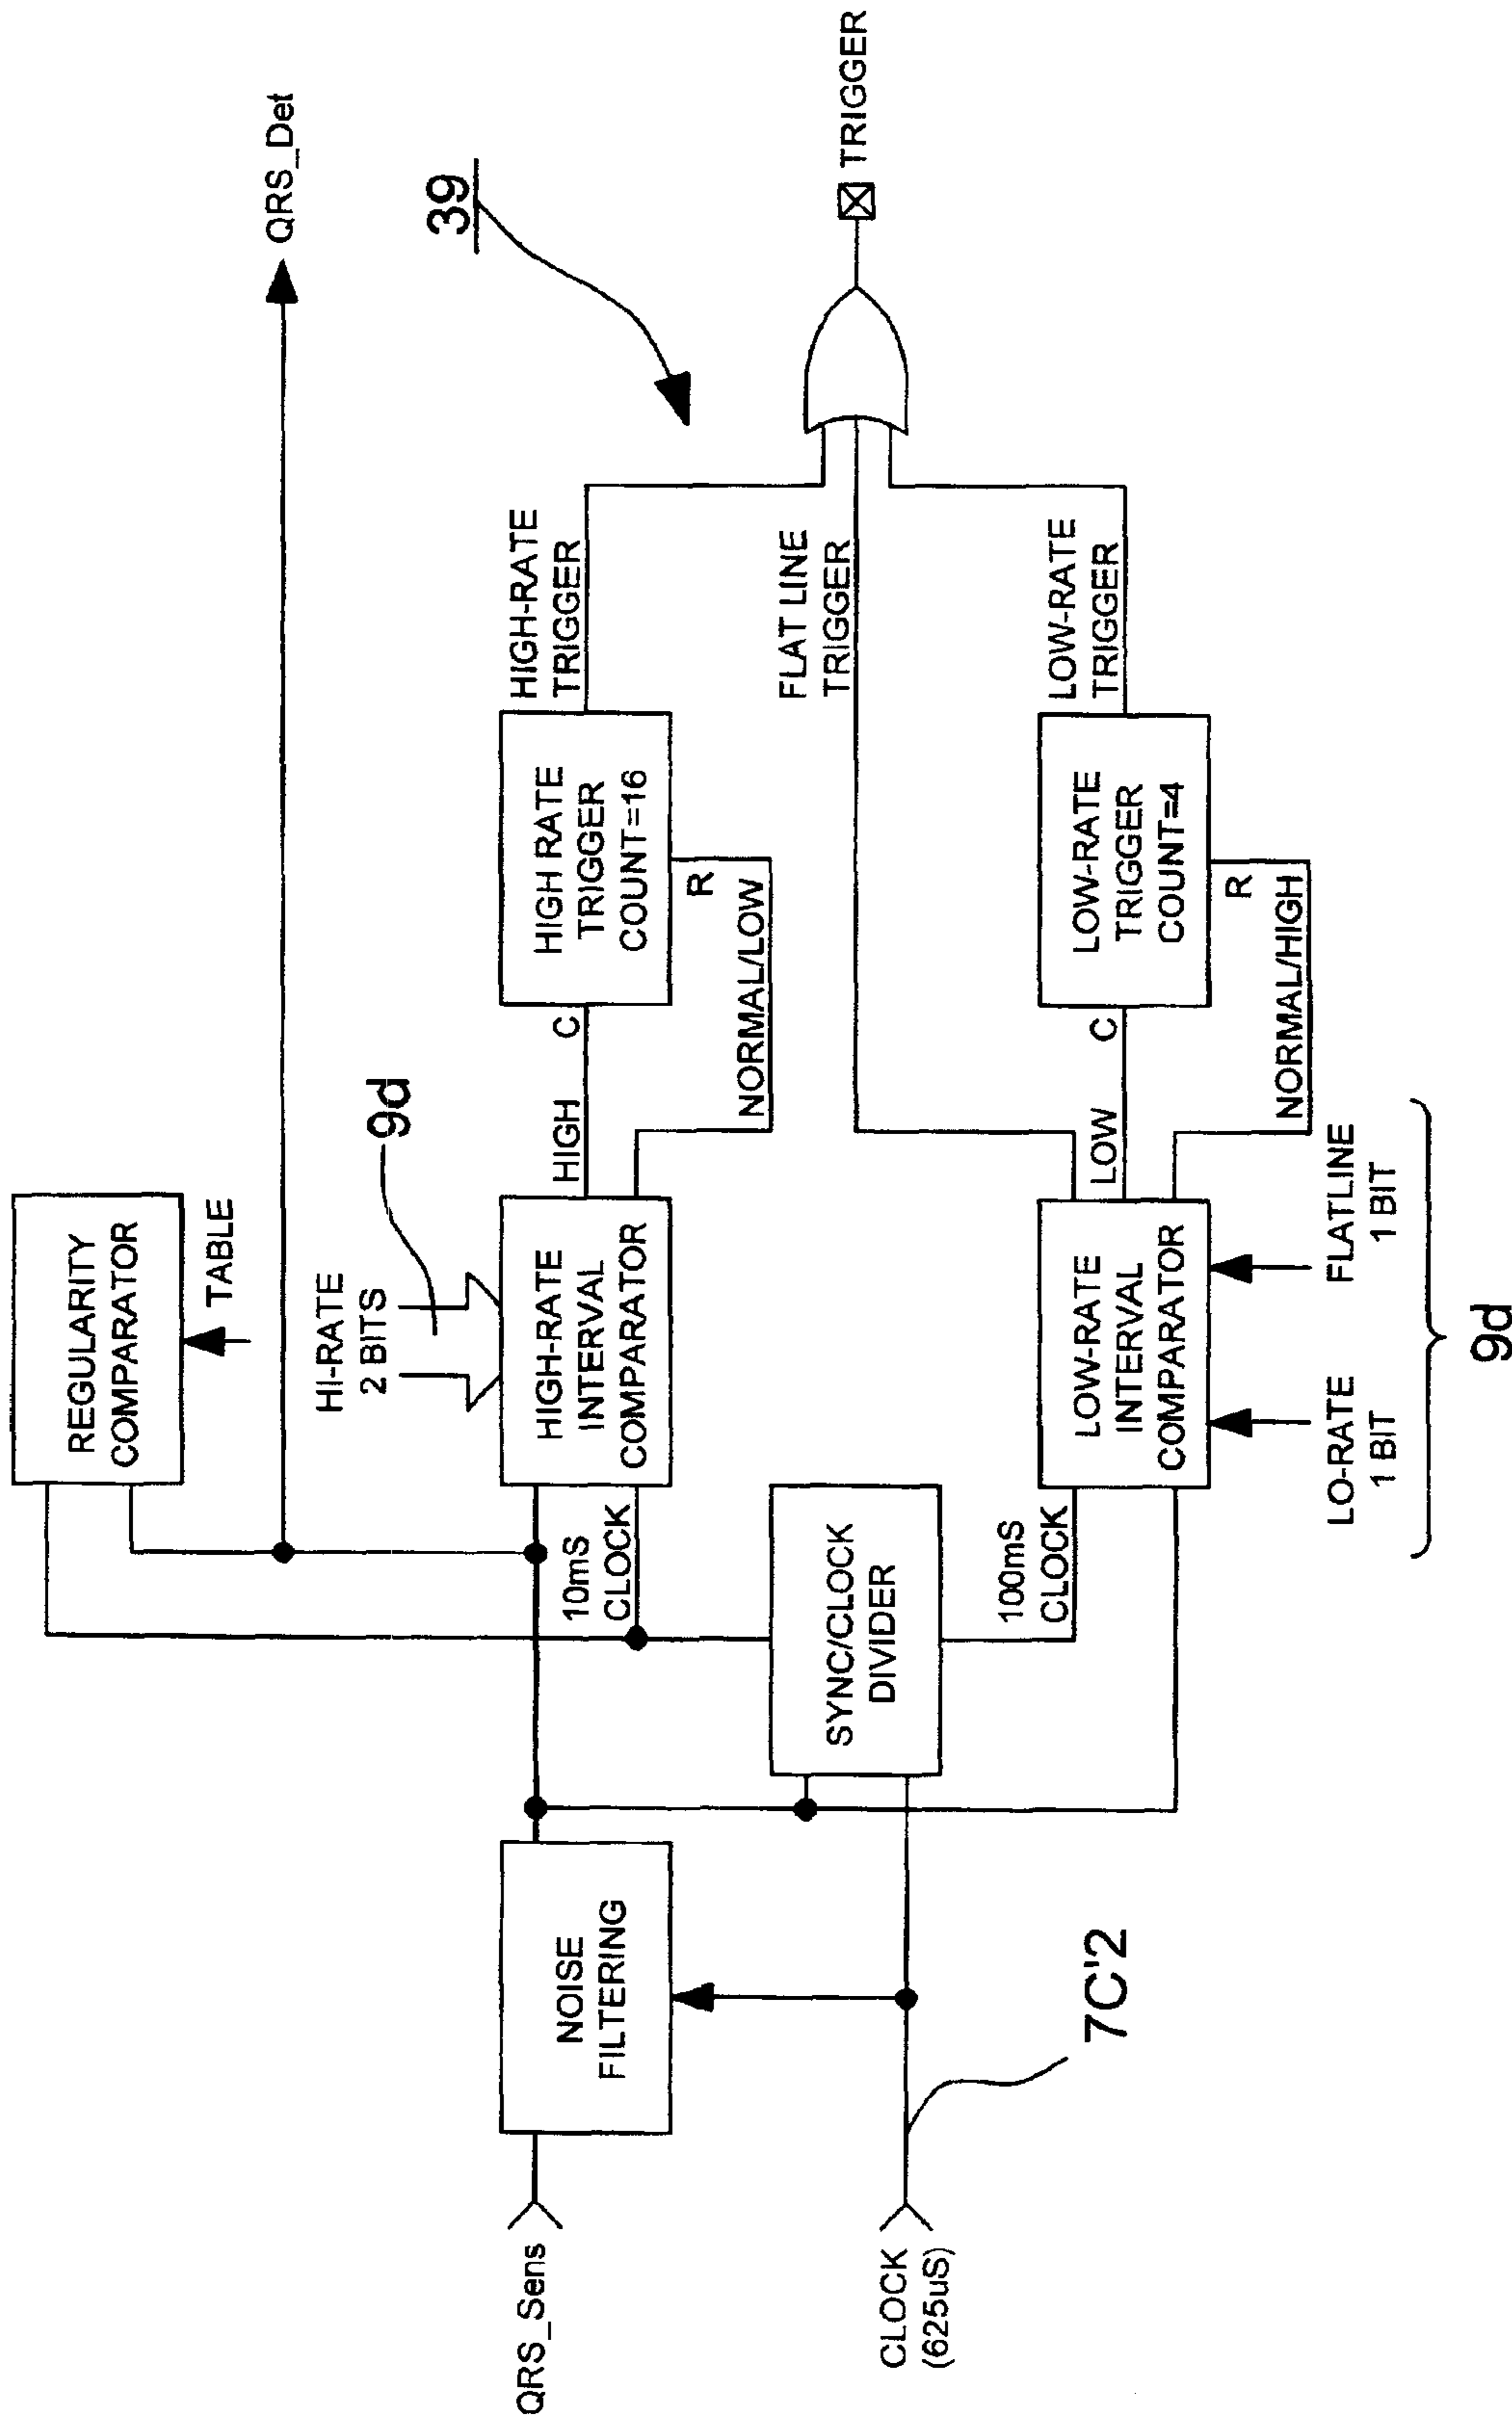 REGULARITY
COMPARATOR
TABLE
QRS_Det
39
HI-RATE
2 BITS
9d
QRS_Sens
NOISE
FILTERING
10mS
CLOCK
HIGH-RATE
INTERVAL
COMPARATOR
HIGH
C
NORMAL/LOW
R
HIGH RATE
TRIGGER
COUNT=16
HIGH-RATE
TRIGGER
CLOCK
(625uS)
7C'2
SYNC/CLOCK
DIVIDER
FLAT LINE
TRIGGER
TRIGGER
100mS
CLOCK
LOW-RATE
INTERVAL
COMPARATOR
LOW
C
NORMAL/HIGH
R
LOW-RATE
TRIGGER
COUNT=4
LOW-RATE
TRIGGER
LO-RATE
1 BIT
FLATLINE
1 BIT
9d